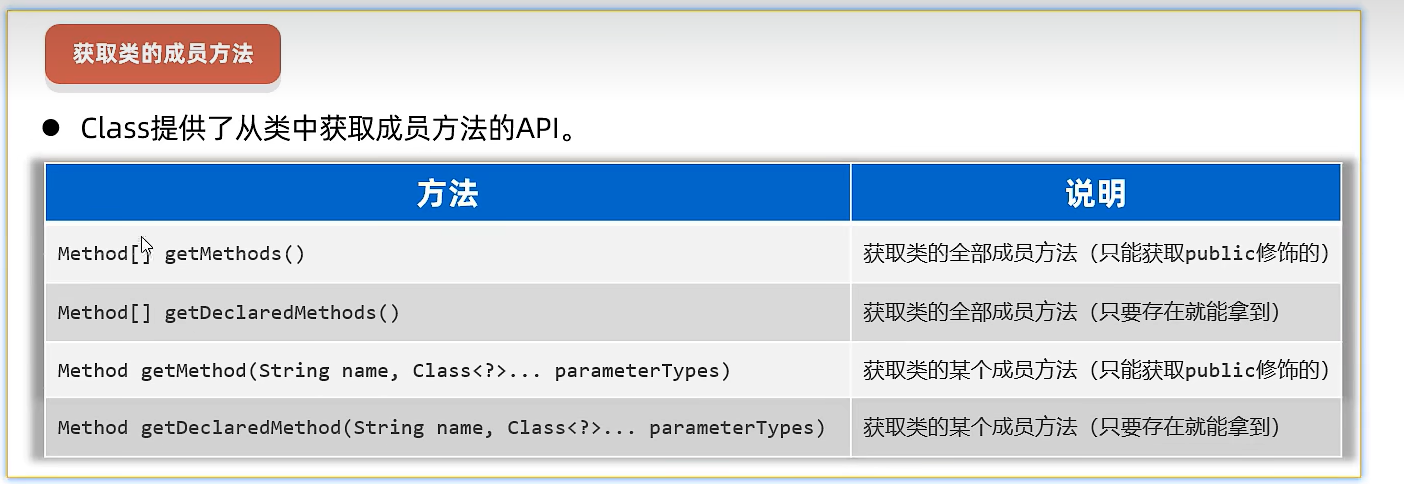 获取类的成员方法
● Class提供了从类中获取成员方法的API。
方法 说明
Method[] getMethods() 获取类的全部成员方法（只能获取public修饰的）
Method[] getDeclaredMethods() 获取类的全部成员方法（只要存在就能拿到）
Method getMethod(String name, Class<?>... parameterTypes) 获取类的某个成员方法（只能获取public修饰的）
Method getDeclaredMethod(String name, Class<?>... parameterTypes) 获取类的某个成员方法（只要存在就能拿到）